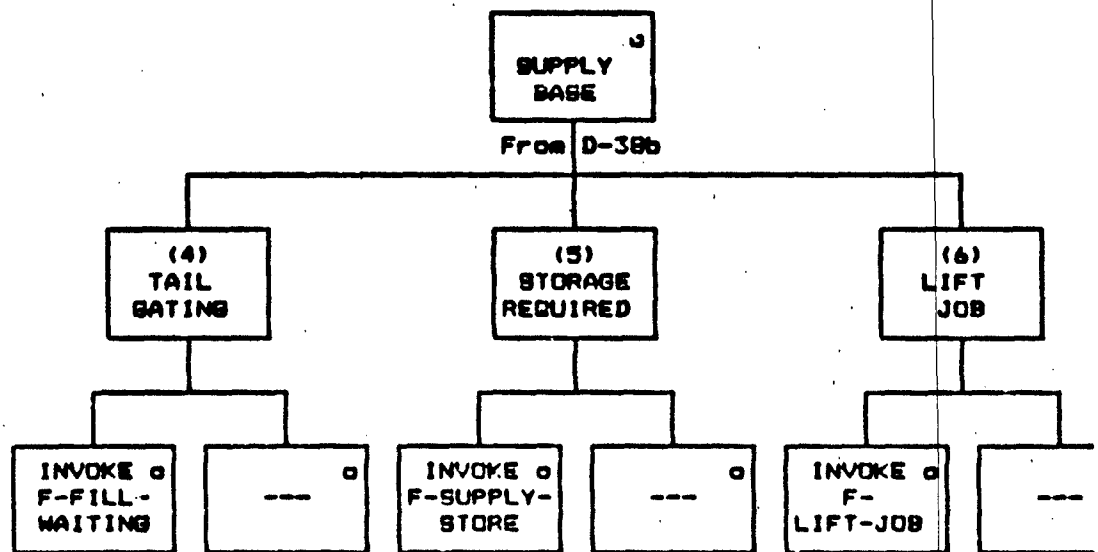 o
SUPPLY
BASE
From D-38b
(4)
TAIL
GATING
(5)
STORAGE
REQUIRED
(6)
LIFT
JOB
INVOKE o
F-FILL-
WAITING
o
---
INVOKE o
F-SUPPLY-
STORE
o
---
INVOKE o
F-
LIFT-JOB
---